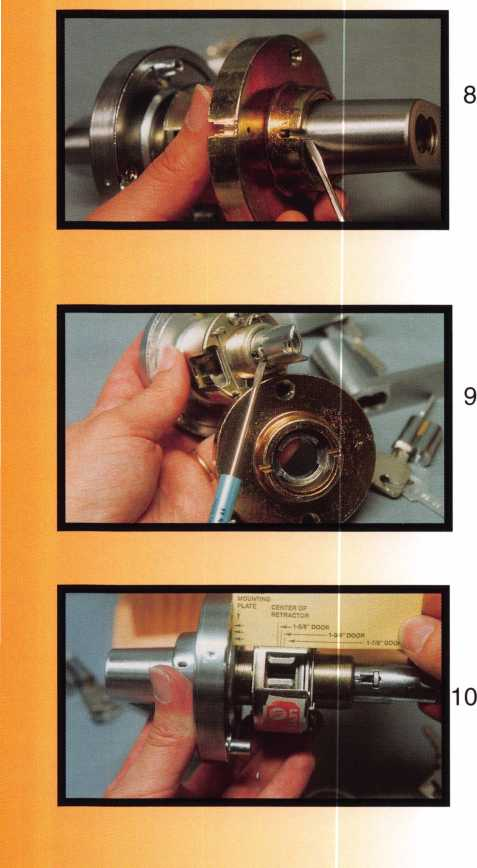 8
9
MOUNTING
PLATE
CENTER OF
RETRACTOR
1-5/8" DOOR
1-3/4" DOOR
1-7/8" DOOR
10